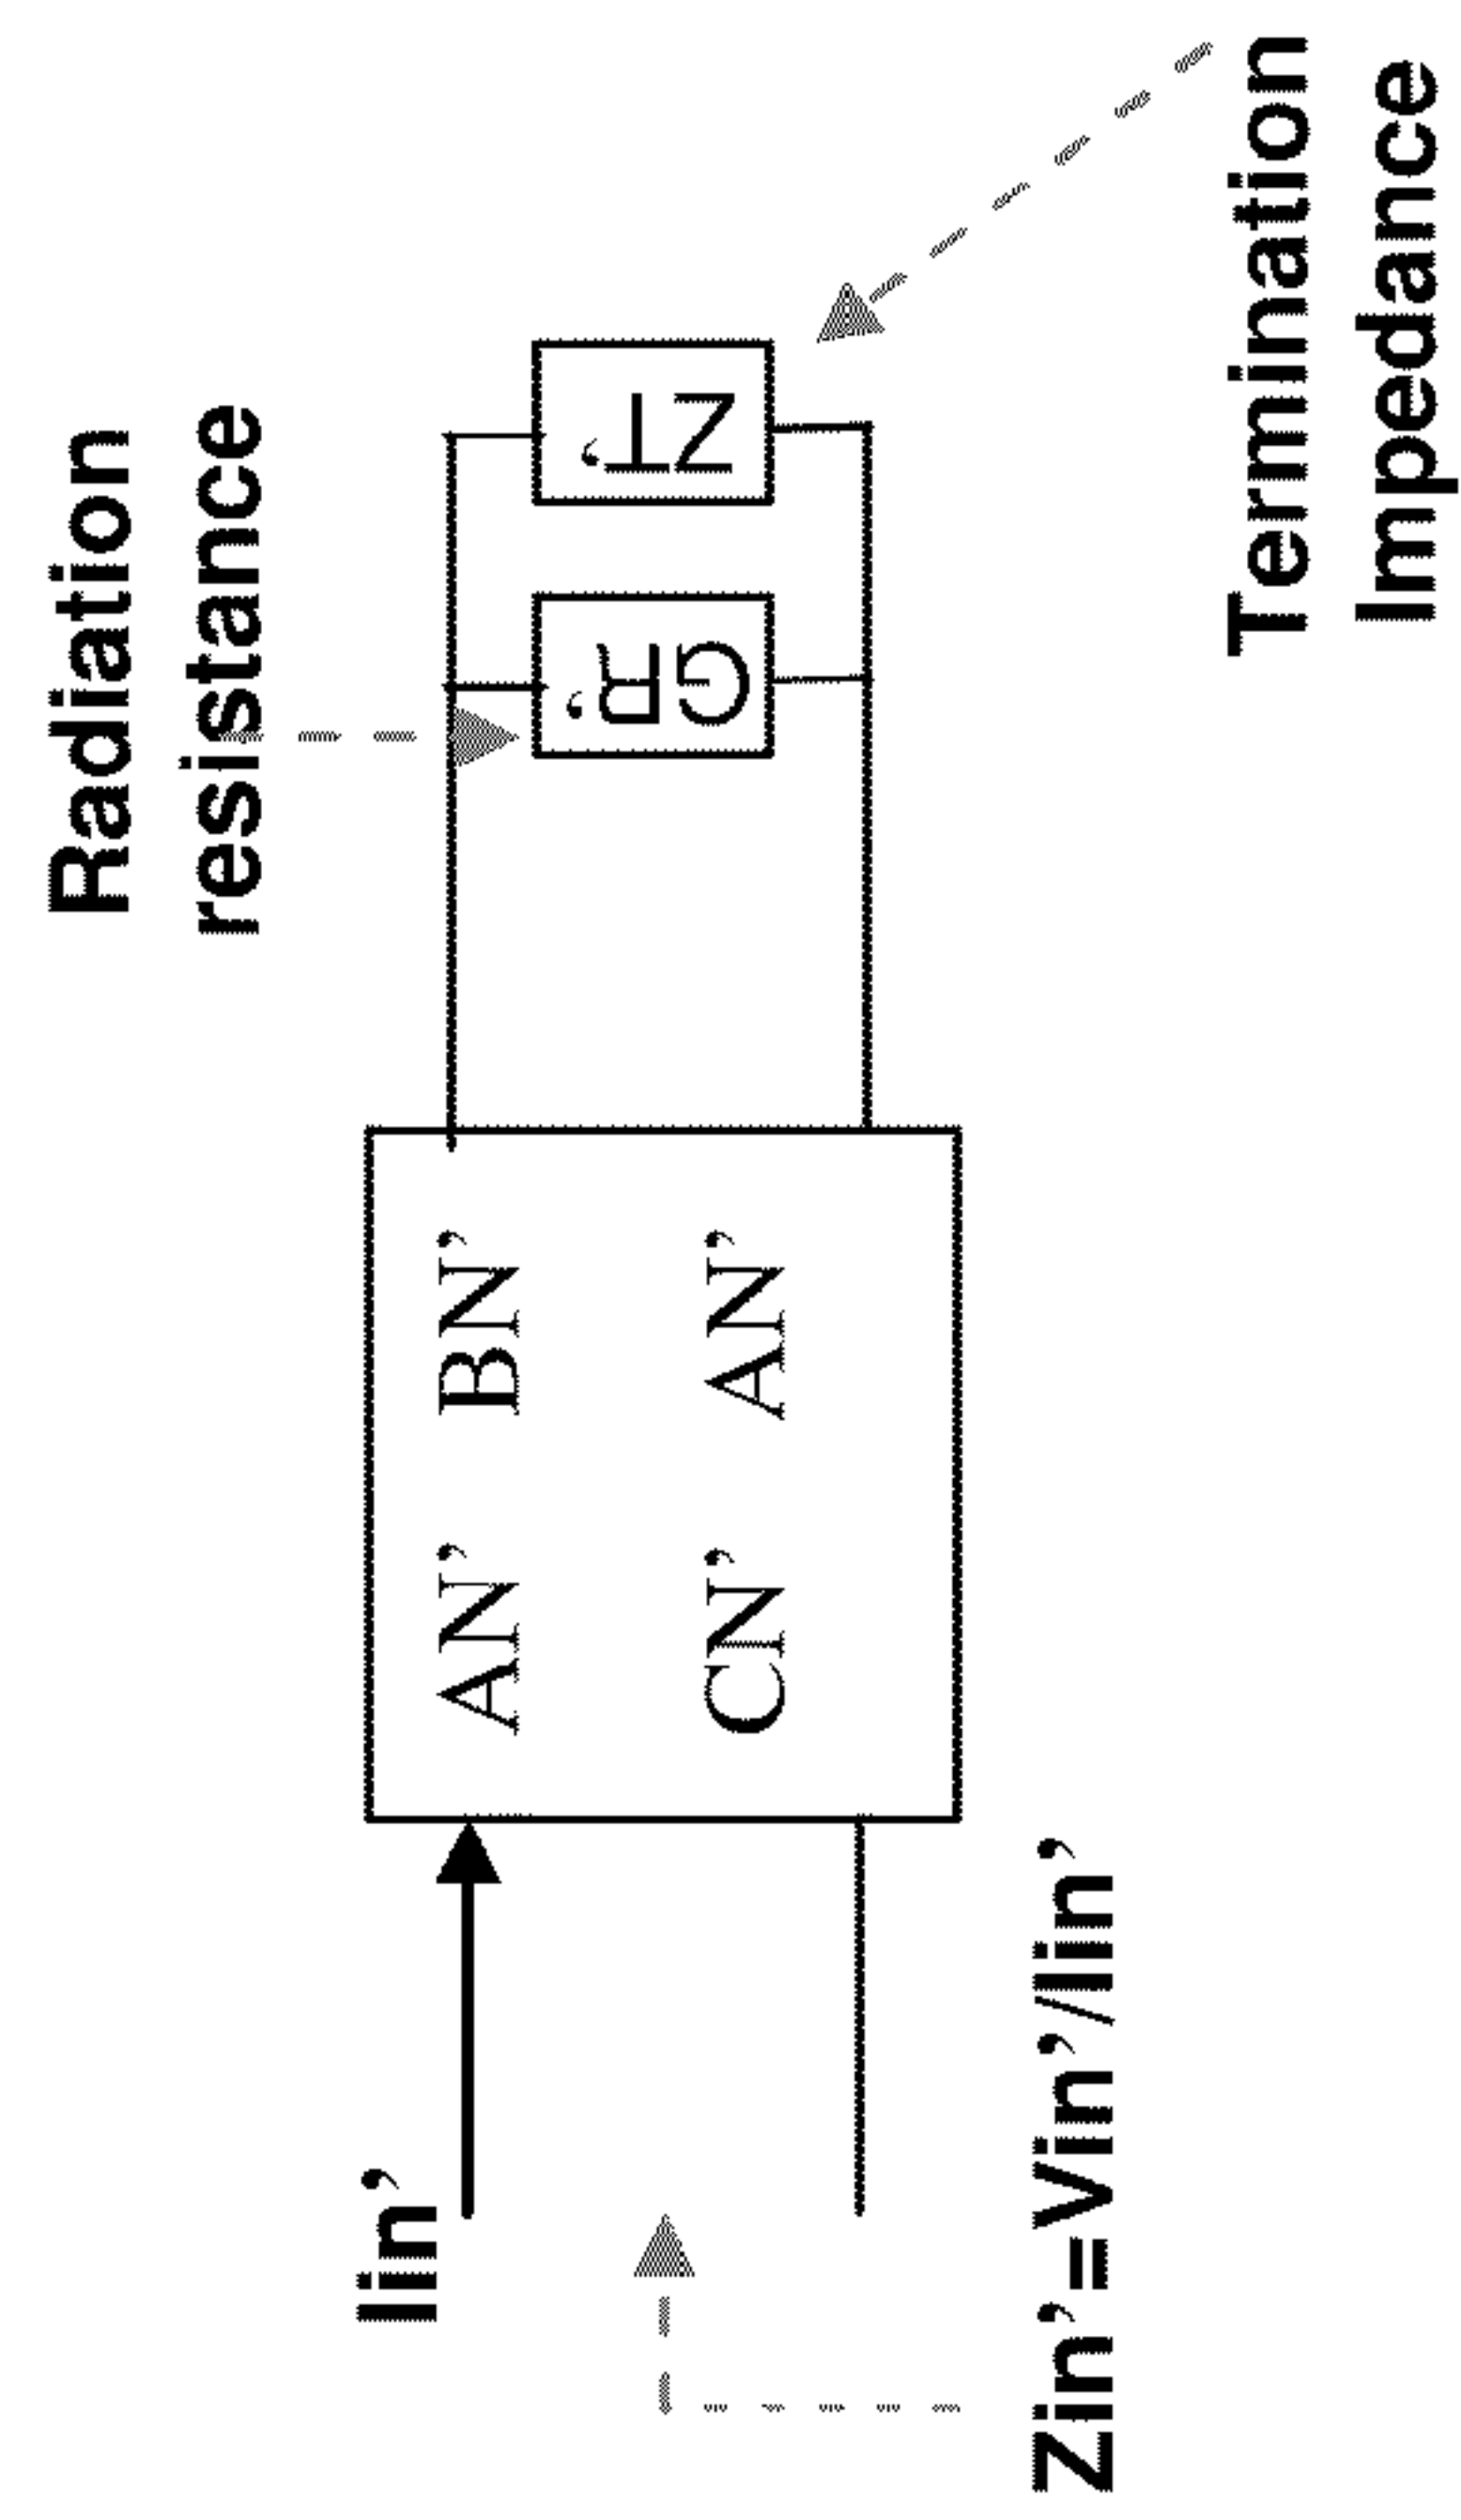 Radiation
resistance
Iin’
AN’ BN’
CN’ AN’
GR’
ZT’
Zin’=Vin’/Iin’
Termination
Impedance